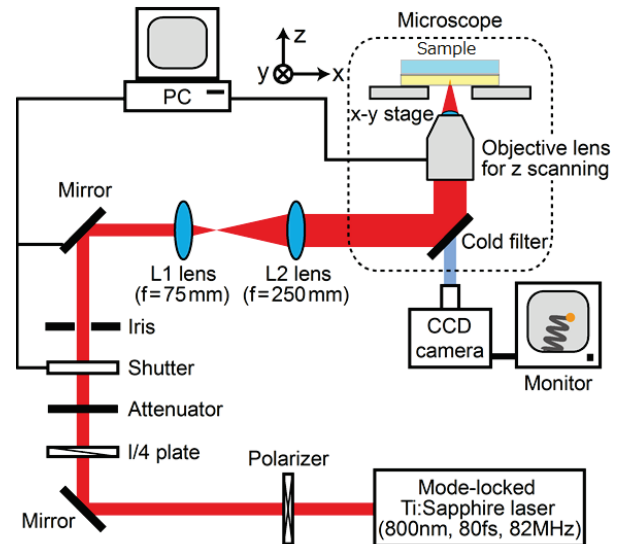 Microscope
Sample
z
y
x
PC
x-y stage
Objective lens
for z scanning
Mirror
Cold filter
L1 lens
(f=75mm)
L2 lens
(f=250mm)
Iris
CCD
camera
Shutter
Monitor
Attenuator
l/4 plate
Polarizer
Mirror
Mode-locked
Ti:Sapphire laser
(800nm, 80fs, 82MHz)